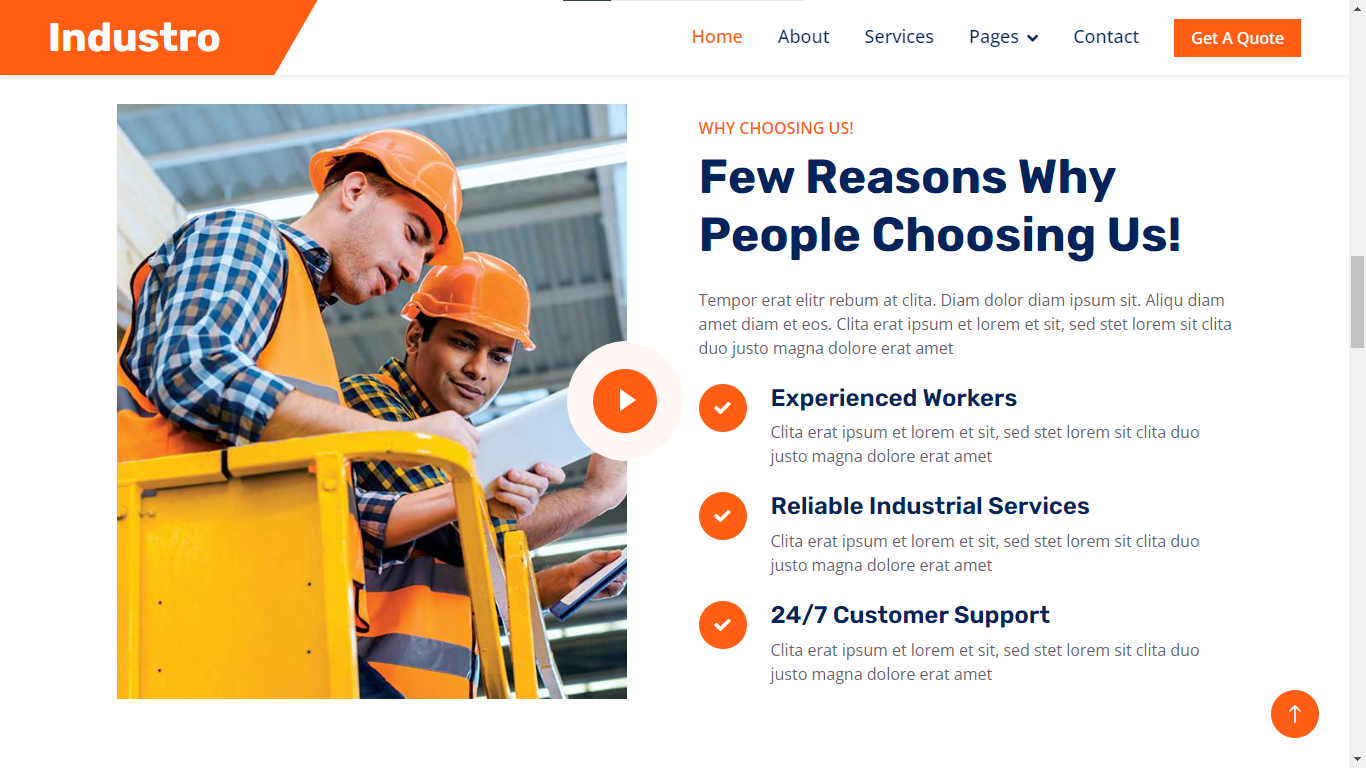 Industro
Home About Services Pages Contact Get A Quote
WHY CHOOSING US!
Few Reasons Why
People Choosing Us!
Tempor erat elitr rebum at clita. Diam dolor diam ipsum sit. Aliqu diam
amet diam et eos. Clita erat ipsum et lorem et sit, sed stet lorem sit clita
duo justo magna dolore erat amet
Experienced Workers
Clita erat ipsum et lorem et sit, sed stet lorem sit clita duo
justo magna dolore erat amet
Reliable Industrial Services
Clita erat ipsum et lorem et sit, sed stet lorem sit clita duo
justo magna dolore erat amet
24/7 Customer Support
Clita erat ipsum et lorem et sit, sed stet lorem sit clita duo
justo magna dolore erat amet